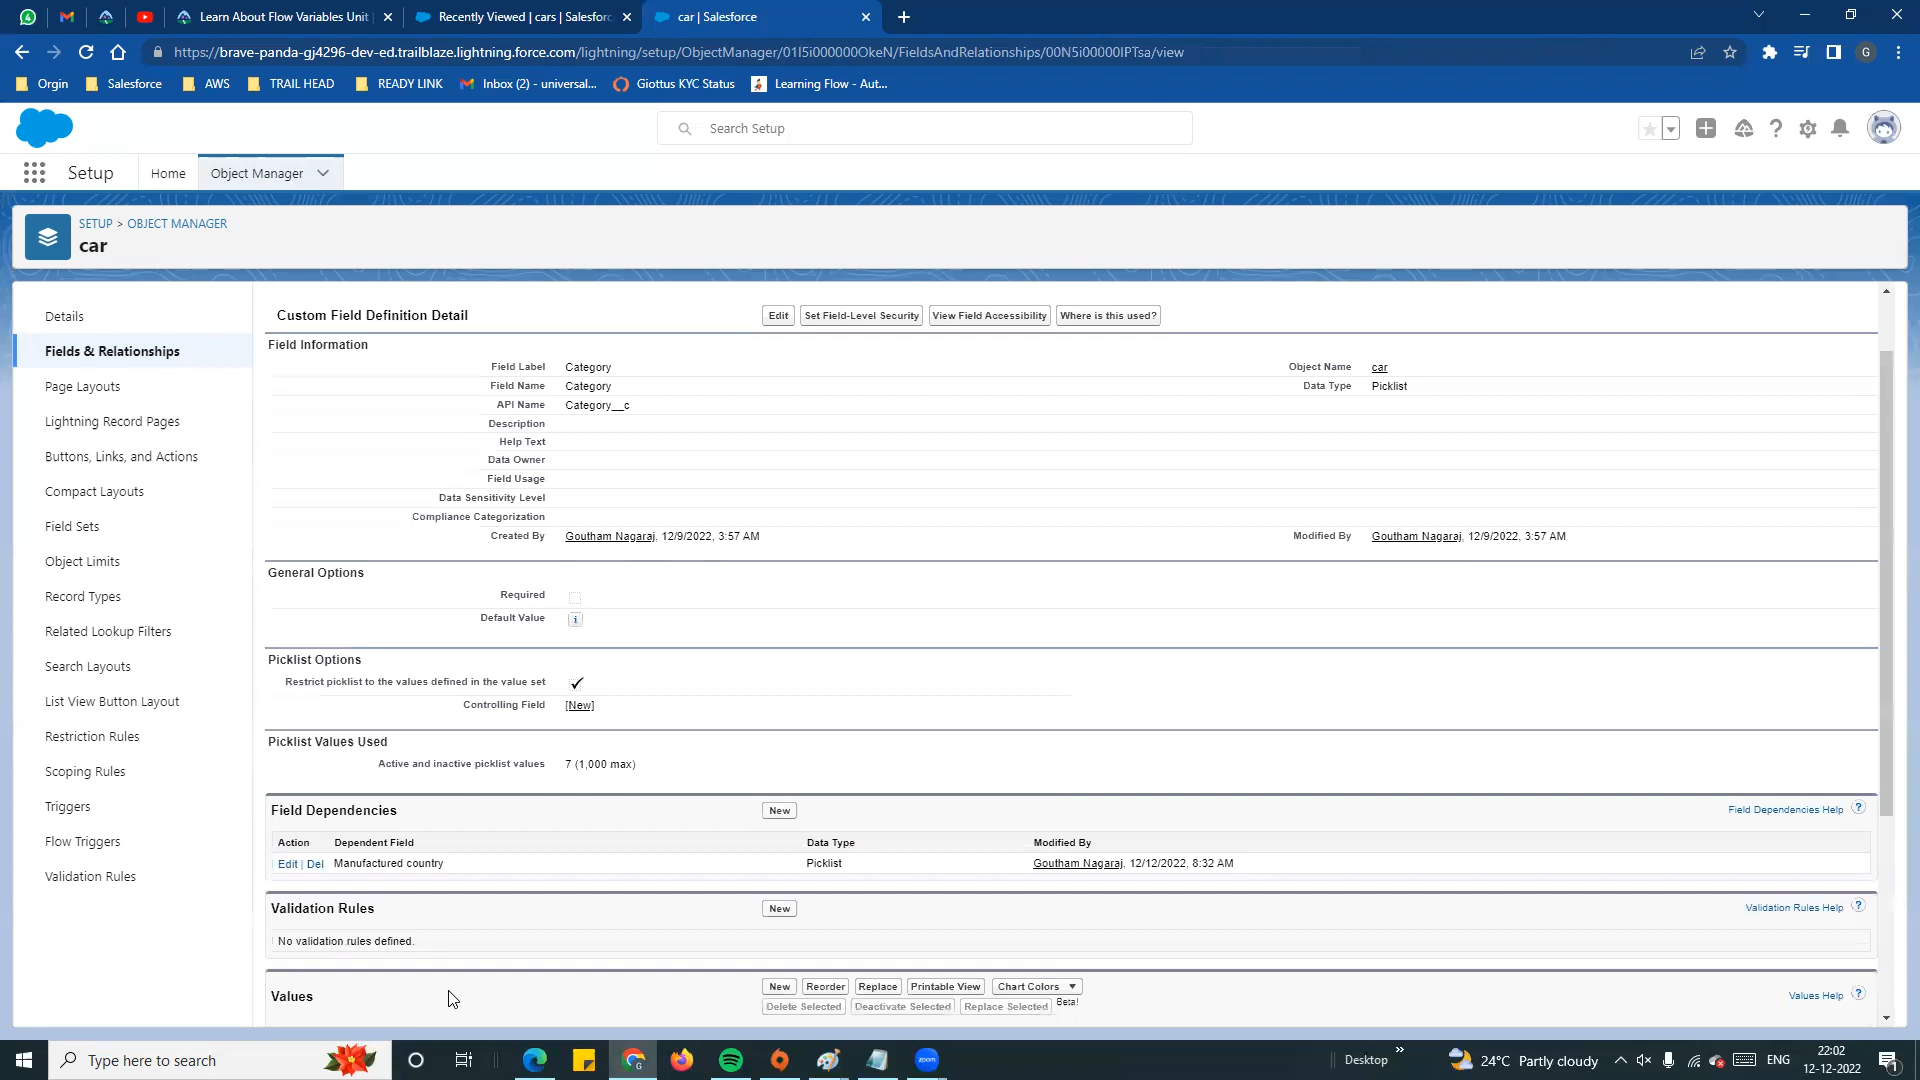 Learn About Flow Variables Unit
Recently Viewed | cars | Salesforc
car | Salesforce
https://brave-panda-gj4296-dev-ed.trailblaze.lightning.force.com/lightning/setup/ObjectManager/01I5i000000OkeN/FieldsAndRelationships/00N5i00000IPTsa/view
G
Orgin
Salesforce
AWS
TRAIL HEAD
READY LINK
Inbox (2) - universal...
Giottus KYC Status
Learning Flow - Aut...
Search Setup
Setup
Home
Object Manager
SETUP > OBJECT MANAGER
car
Details
Fields & Relationships
Page Layouts
Lightning Record Pages
Buttons, Links, and Actions
Compact Layouts
Field Sets
Object Limits
Record Types
Related Lookup Filters
Search Layouts
List View Button Layout
Restriction Rules
Scoping Rules
Triggers
Flow Triggers
Validation Rules
Custom Field Definition Detail
Edit
Set Field-Level Security
View Field Accessibility
Where is this used?
Field Information
Field Label Category
Object Name car
Field Name Category
Data Type Picklist
API Name Category__c
Description
Help Text
Data Owner
Field Usage
Data Sensitivity Level
Compliance Categorization
Created By Goutham Nagaraj, 12/9/2022, 3:57 AM
Modified By Goutham Nagaraj, 12/9/2022, 3:57 AM
General Options
Required
Default Value
Picklist Options
Restrict picklist to the values defined in the value set
Controlling Field [New]
Picklist Values Used
Active and inactive picklist values 7 (1,000 max)
Field Dependencies
New
Field Dependencies Help ?
Action Dependent Field Data Type Modified By
Edit | Del Manufactured country Picklist Goutham Nagaraj, 12/12/2022, 8:32 AM
Validation Rules
New
Validation Rules Help ?
No validation rules defined.
Values
New
Reorder
Replace
Printable View
Chart Colors
Beta!
Delete Selected
Deactivate Selected
Replace Selected
Values Help ?
Type here to search
zoom
Desktop
24°C Partly cloudy
ENG
22:02
12-12-2022
1